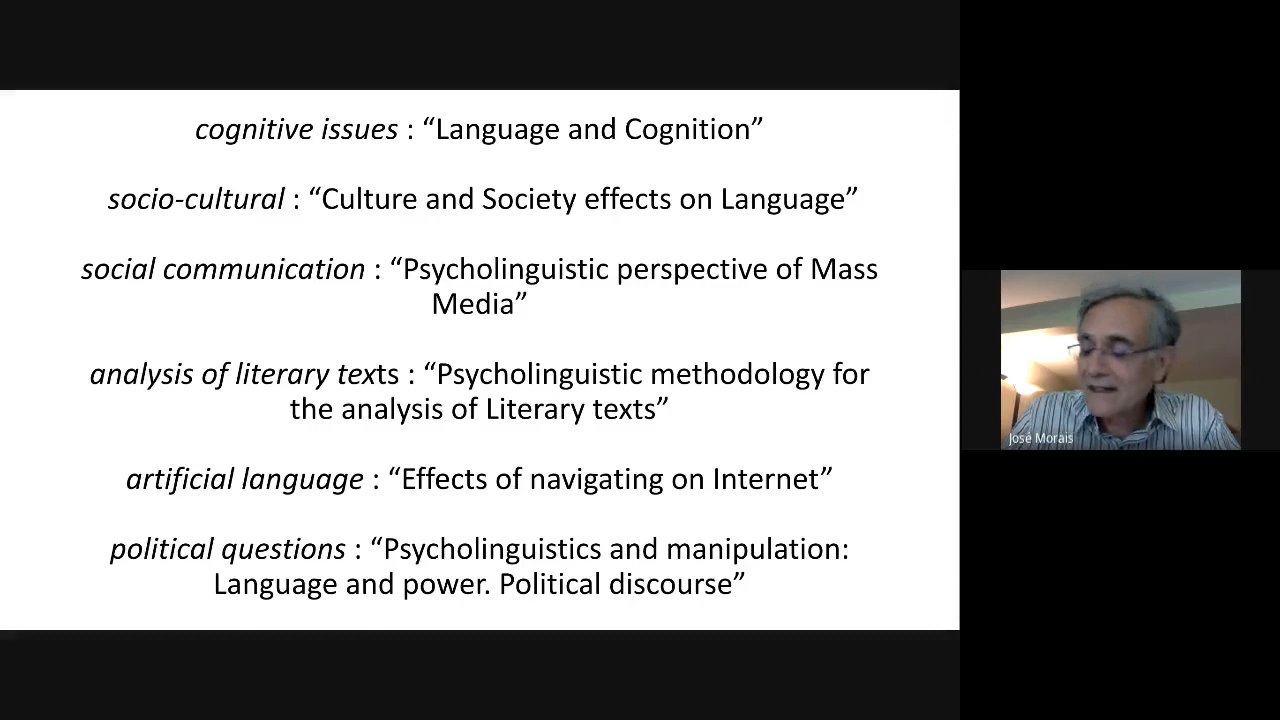 cognitive issues : “Language and Cognition”
socio-cultural : “Culture and Society effects on Language”
social communication : “Psycholinguistic perspective of Mass
Media”
analysis of literary texts : “Psycholinguistic methodology for
the analysis of Literary texts”
artificial language : “Effects of navigating on Internet”
political questions : “Psycholinguistics and manipulation:
Language and power. Political discourse”
José Morais